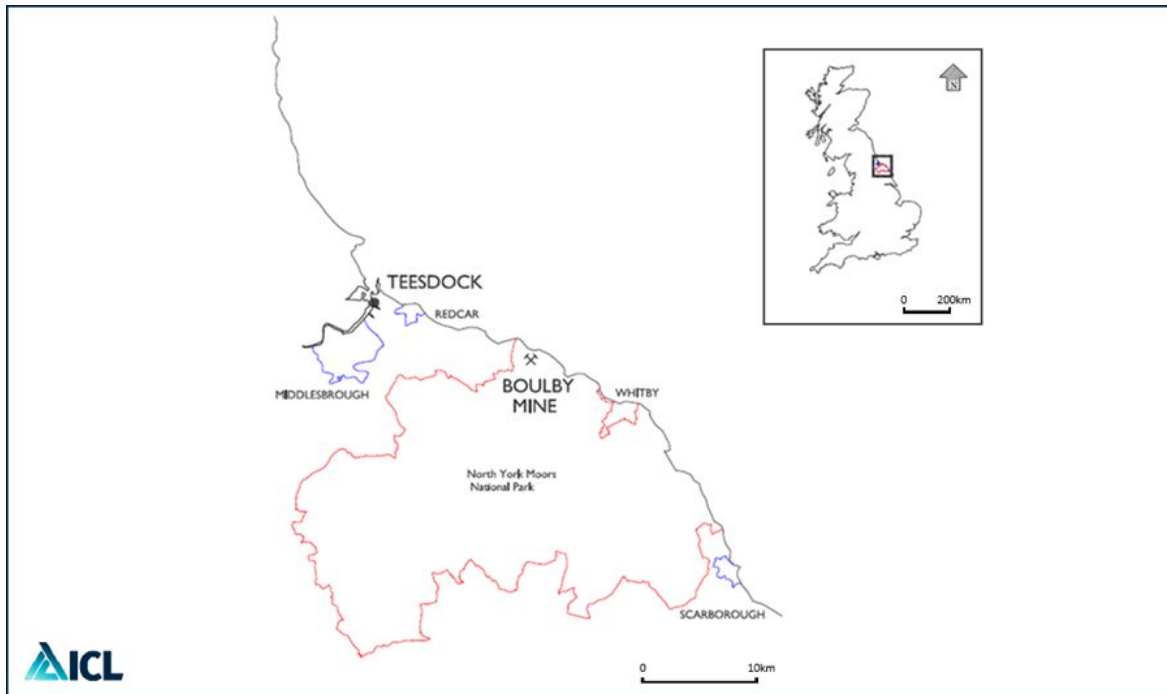 N
0 200km
TEESDOCK
REDCAR
MIDDLESBROUGH
BOULBY
MINE
WHITBY
North York Moors
National Park
SCARBOROUGH
0 10km
ICL